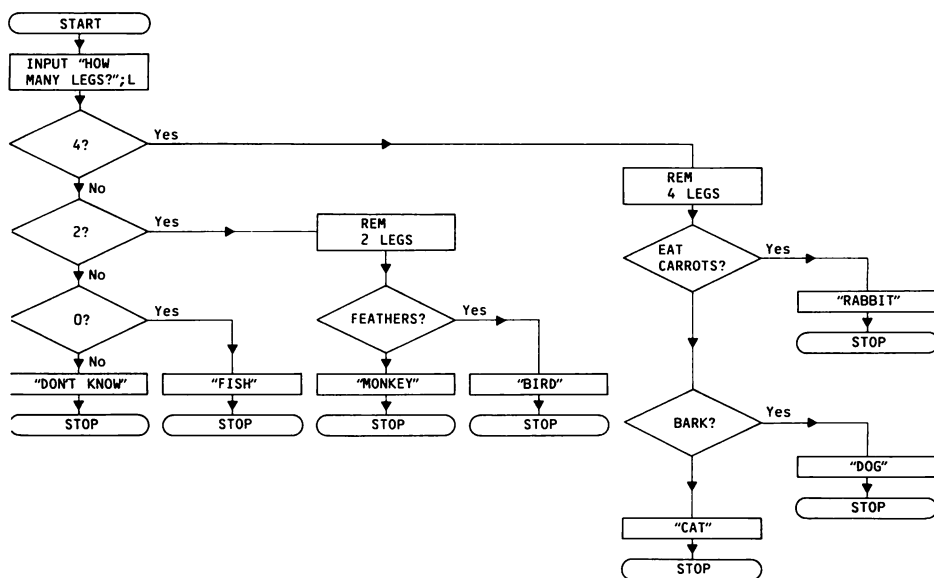 START
INPUT "HOW
MANY LEGS?";L
4?
Yes
No
REM
4 LEGS
2?
Yes
No
REM
2 LEGS
EAT
CARROTS?
Yes
"RABBIT"
STOP
0?
Yes
No
FEATHERS?
Yes
"DON'T KNOW"
STOP
"FISH"
STOP
"MONKEY"
STOP
"BIRD"
STOP
BARK?
Yes
"DOG"
STOP
"CAT"
STOP